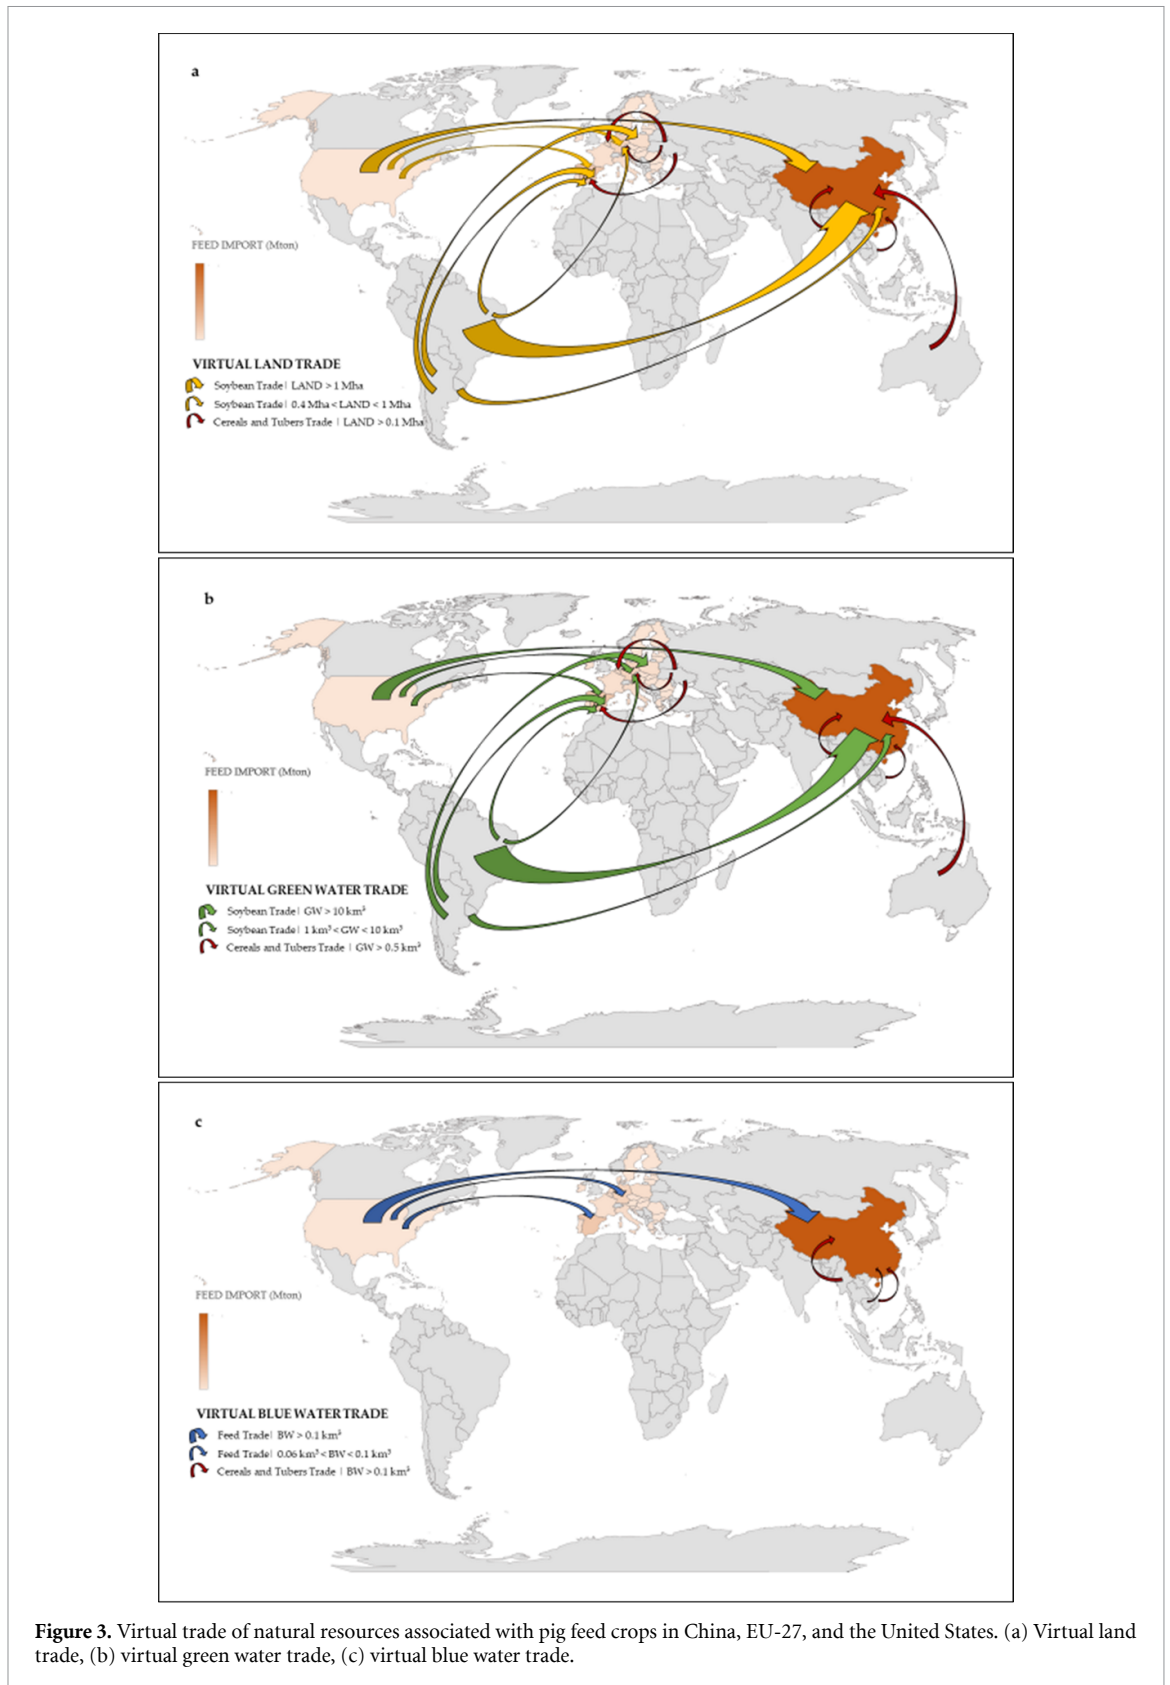 a
FEED IMPORT (Mton)
VIRTUAL LAND TRADE
Soybean Trade| LAND > 1 Mha
Soybean Trade| 0.4 Mha < LAND < 1 Mha
Cereals and Tubers Trade | LAND > 0.1 Mha
b
FEED IMPORT (Mton)
VIRTUAL GREEN WATER TRADE
Soybean Trade| GW > 10 km³
Soybean Trade| 1 km³ < GW < 10 km³
Cereals and Tubers Trade | GW > 0.5 km³
c
FEED IMPORT (Mton)
VIRTUAL BLUE WATER TRADE
Feed Trade| BW > 0.1 km³
Feed Trade| 0.06 km³ < BW < 0.1 km³
Cereals and Tubers Trade | BW > 0.1 km³
Figure 3. Virtual trade of natural resources associated with pig feed crops in China, EU-27, and the United States. (a) Virtual land
trade, (b) virtual green water trade, (c) virtual blue water trade.